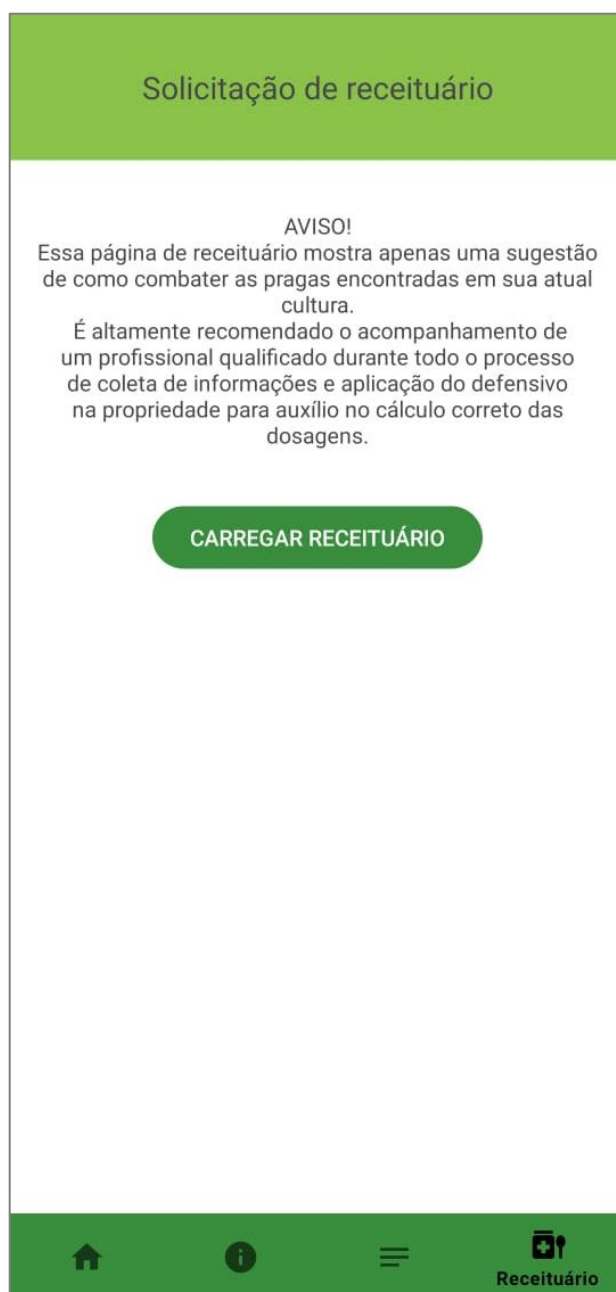 Solicitação de receituário
AVISO!
Essa página de receituário mostra apenas uma sugestão
de como combater as pragas encontradas em sua atual
cultura.
É altamente recomendado o acompanhamento de
um profissional qualificado durante todo o processo
de coleta de informações e aplicação do defensivo
na propriedade para auxílio no cálculo correto das
dosagens.
CARREGAR RECEITUÁRIO
Receituário